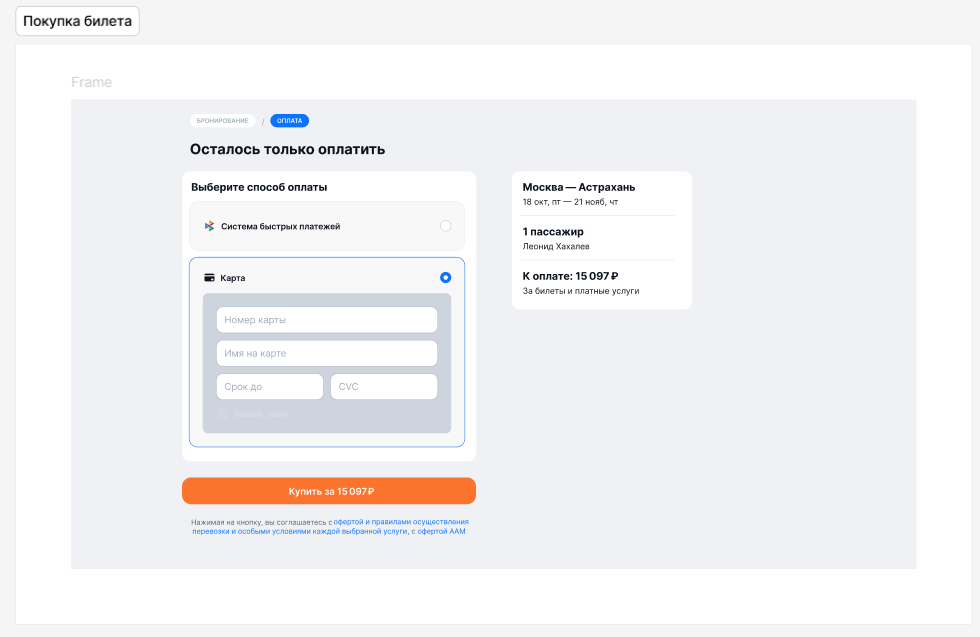 Покупка билета
Frame
БРОНИРОВАНИЕ / ОПЛАТА
Осталось только оплатить
Выберите способ оплаты
Система быстрых платежей
Карта
Номер карты
Имя на карте
Срок до
CVC
Купить за 15 097 ₽
Нажимая на кнопку, вы соглашаетесь с офертой и правилами осуществления
перевозки и особыми условиями каждой выбранной услуги, с офертой ААМ
Москва — Астрахань
18 окт, пт — 21 нояб, чт
1 пассажир
Леонид Хахалев
К оплате: 15 097 ₽
За билеты и платные услуги